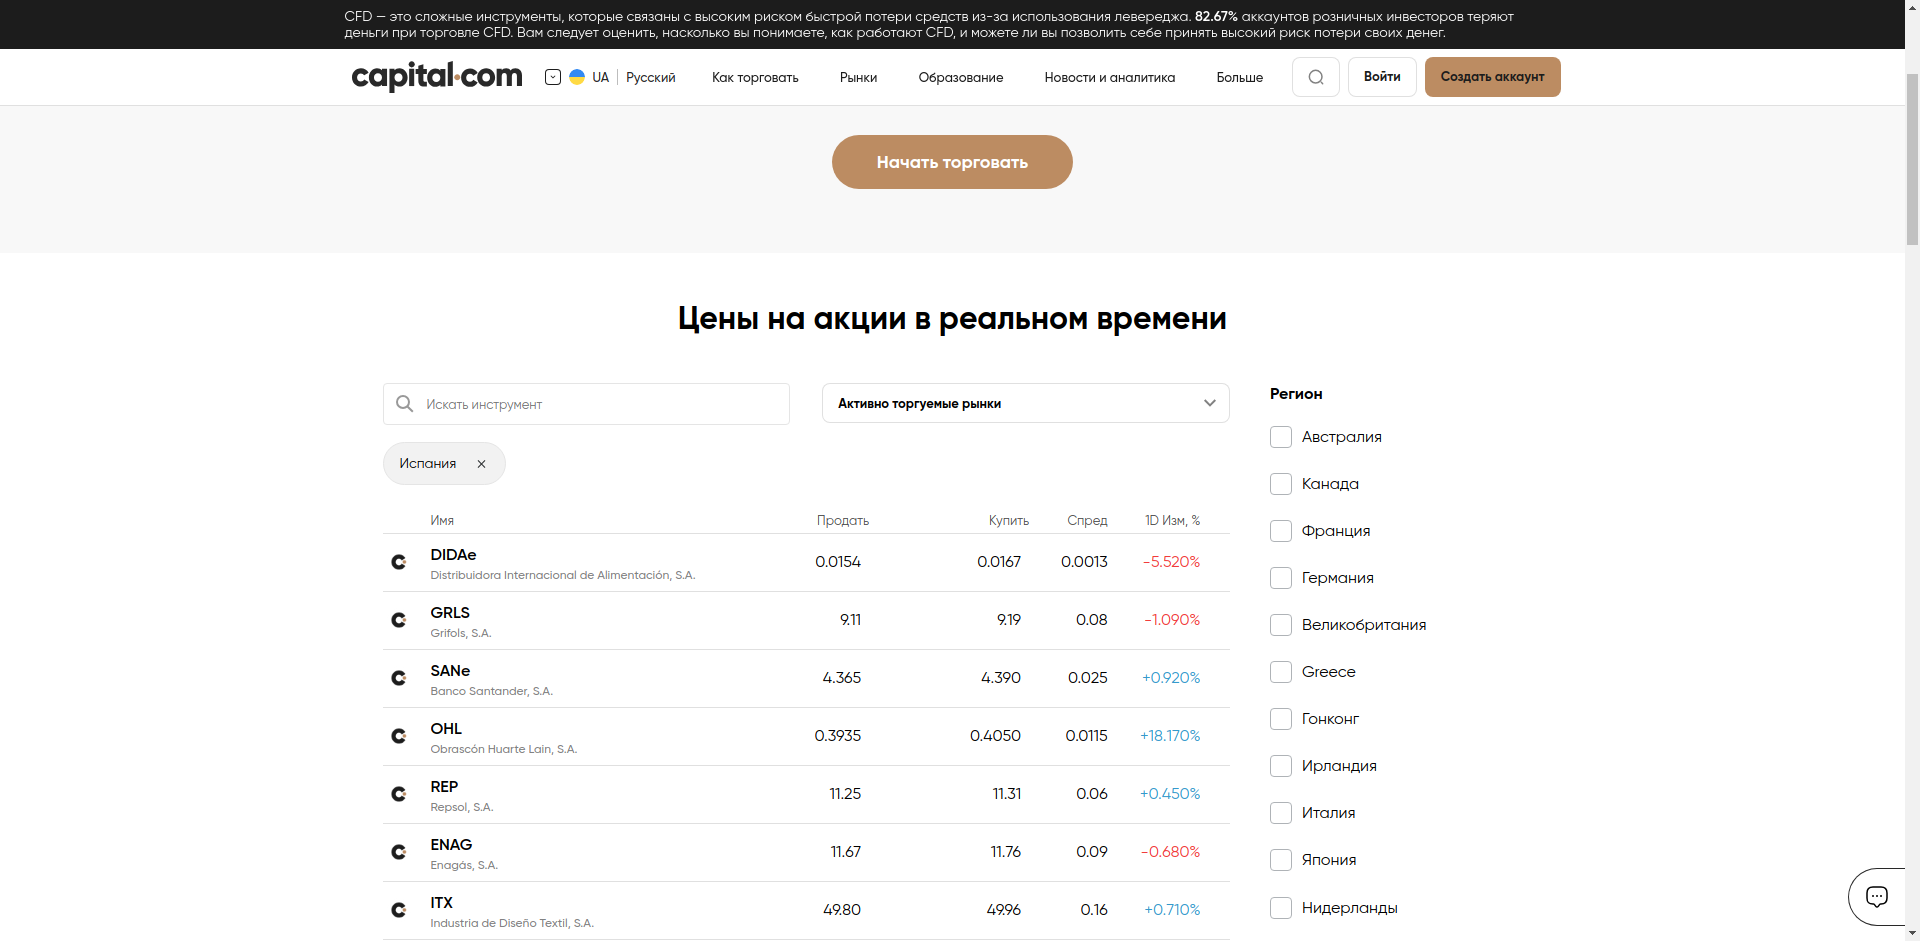 CFD — это сложные инструменты, которые связаны с высоким риском быстрой потери средств из-за использования левереджа. 82.67% аккаунтов розничных инвесторов теряют
деньги при торговле CFD. Вам следует оценить, насколько вы понимаете, как работают CFD, и можете ли вы позволить себе принять высокий риск потери своих денег.
capital.com UA Русский Как торговать Рынки Образование Новости и аналитика Больше Войти Создать аккаунт
Начать торговать
Цены на акции в реальном времени
Искать инструмент
Активно торгуемые рынки
Испания
Имя Продать Купить Спред 1D Изм, %
DIDAe 0.0154 0.0167 0.0013 -5.520%
Distribuidora Internacional de Alimentación, S.A.
GRLS 9.11 9.19 0.08 -1.090%
Grifols, S.A.
SANe 4.365 4.390 0.025 +0.920%
Banco Santander, S.A.
OHL 0.3935 0.4050 0.0115 +18.170%
Obrascón Huarte Lain, S.A.
REP 11.25 11.31 0.06 +0.450%
Repsol, S.A.
ENAG 11.67 11.76 0.09 -0.680%
Enagás, S.A.
ITX 49.80 49.96 0.16 +0.710%
Industria de Diseño Textil, S.A.
Регион
Австралия
Канада
Франция
Германия
Великобритания
Greece
Гонконг
Ирландия
Италия
Япония
Нидерланды